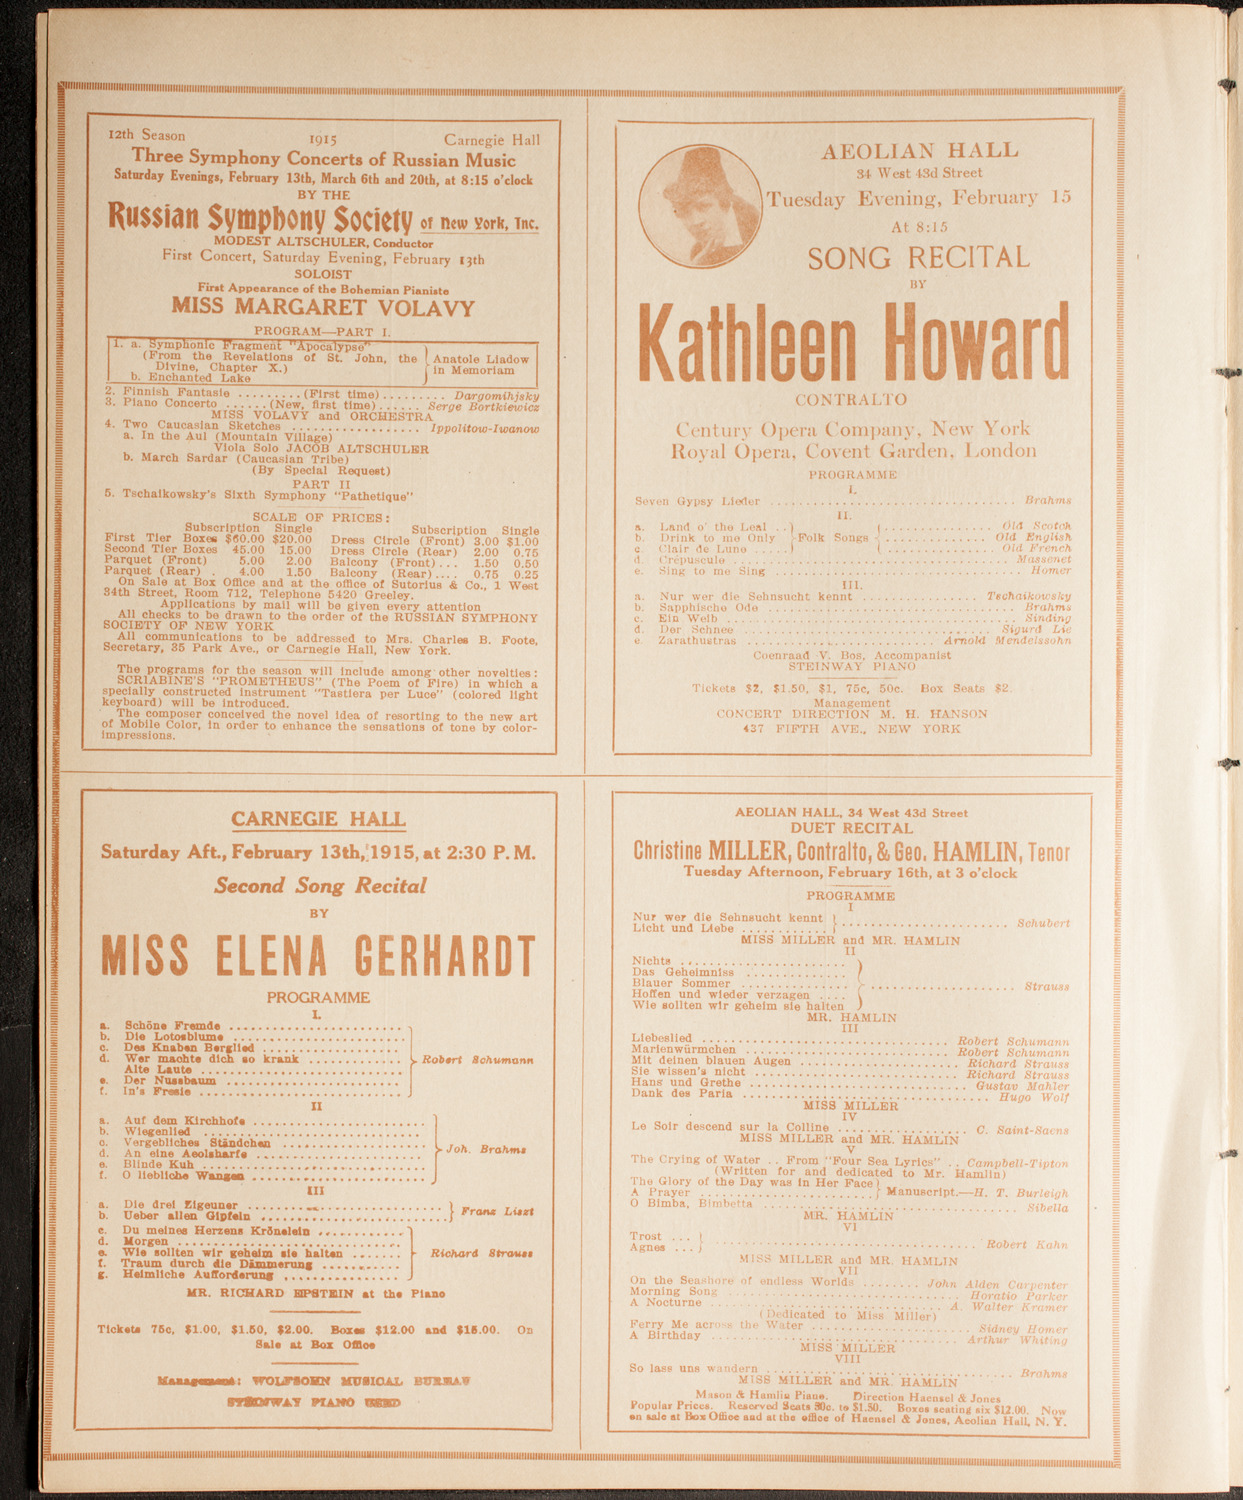 12th Season 1915 Carnegie Hall
Three Symphony Concerts of Russian Music
Saturday Evenings, February 13th, March 6th and 20th, at 8:15 o'clock
BY THE
Russian Symphony Society of New York, Inc.
MODEST ALTSCHULER, Conductor
First Concert, Saturday Evening, February 13th
SOLOIST
First Appearance of the Bohemian Pianiste
MISS MARGARET VOLAVY
PROGRAM—PART I.
1. a. Symphonic Fragment "Apocalypse"
(From the Revelations of St. John, the
Divine, Chapter X.)
b. Enchanted Lake
Anatole Liadow
in Memoriam
2. Finnish Fantasie ......... (First time) ......... Dargomihjsky
3. Piano Concerto ...... (New, first time) ...... Serge Bortkiewicz
MISS VOLAVY and ORCHESTRA
4. Two Caucasian Sketches ................. Ippolitow-Iwanow
a. In the Aul (Mountain Village)
Viola Solo JACOB ALTSCHULER
b. March Sardar (Caucasian Tribe)
(By Special Request)
PART II
5. Tschaikowsky's Sixth Symphony "Pathetique"
SCALE OF PRICES:
Subscription Single Subscription Single
First Tier Boxes $60.00 $20.00 Dress Circle (Front) 3.00 $1.00
Second Tier Boxes 45.00 15.00 Dress Circle (Rear) 2.00 0.75
Parquet (Front) 5.00 2.00 Balcony (Front)... 1.50 0.50
Parquet (Rear) . 4.00 1.50 Balcony (Rear).... 0.75 0.25
On Sale at Box Office and at the office of Sutorius & Co., 1 West
34th Street, Room 712, Telephone 5420 Greeley.
Applications by mail will be given every attention
All checks to be drawn to the order of the RUSSIAN SYMPHONY
SOCIETY OF NEW YORK
All communications to be addressed to Mrs. Charles B. Foote,
Secretary, 35 Park Ave., or Carnegie Hall, New York.
The programs for the season will include among other novelties:
SCRIABINE'S "PROMETHEUS" (The Poem of Fire) in which a
specially constructed instrument "Tastiera per Luce" (colored light
keyboard) will be introduced.
The composer conceived the novel idea of resorting to the new art
of Mobile Color, in order to enhance the sensations of tone by color-
impressions.
AEOLIAN HALL
34 West 43d Street
Tuesday Evening, February 15
At 8:15
SONG RECITAL
BY
Kathleen Howard
CONTRALTO
Century Opera Company, New York
Royal Opera, Covent Garden, London
PROGRAMME
I.
Seven Gypsy Lieder ................ Brahms
II.
a. Land o' the Leal .. Old Scotch
b. Drink to me Only Folk Songs Old English
c. Clair de Lune ..... Old French
d. Crepuscule ................ Massenet
e. Sing to me Sing ................ Homer
III.
a. Nur wer die Sehnsucht kennt ............... Tschaikowsky
b. Sapphische Ode ................ Brahms
c. Ein Weib ................ Sinding
d. Der Schnee ................ Sigurd Lie
e. Zarathustras ................ Arnold Mendelssohn
Coenraad V. Bos, Accompanist
STEINWAY PIANO
Tickets $2, $1.50, $1, 75c, 50c. Box Seats $2.
Management
CONCERT DIRECTION M. H. HANSON
437 FIFTH AVE., NEW YORK
CARNEGIE HALL
Saturday Aft., February 13th, 1915, at 2:30 P.M.
Second Song Recital
BY
MISS ELENA GERHARDT
PROGRAMME
I.
a. Schöne Fremde
b. Die Lotosblume
c. Des Knaben Berglied
d. Wer machte dich so krank Robert Schumann
Alte Laute
e. Der Nussbaum
f. In's Freie
II
a. Auf dem Kirchhofe
b. Wiegenlied
c. Vergebliches Ständchen Joh. Brahms
d. An eine Aeolsharfe
e. Blinde Kuh
f. O liebliche Wangen
III
a. Die drei Zigeuner
b. Ueber allen Gipfeln Franz Liszt
c. Du meines Herzens Krönelein
d. Morgen
e. Wie sollten wir geheim sie halten Richard Strauss
f. Traum durch die Dämmerung
g. Heimliche Aufforderung
MR. RICHARD EPSTEIN at the Piano
Tickets 75c, $1.00, $1.50, $2.00. Boxes $12.00 and $15.00. On
Sale at Box Office
Management: WOLFSOHN MUSICAL BUREAU
STEINWAY PIANO USED
AEOLIAN HALL, 34 West 43d Street
DUET RECITAL
Christine MILLER, Contralto, & Geo. HAMLIN, Tenor
Tuesday Afternoon, February 16th, at 3 o'clock
PROGRAMME
I
Nur wer die Sehnsucht kennt
Licht und Liebe Schubert
MISS MILLER and MR. HAMLIN
II
Nichts
Das Geheimniss
Blauer Sommer Strauss
Hoffen und wieder verzagen
Wie sollten wir geheim sie halten
MR. HAMLIN
III
Liebeslied ................ Robert Schumann
Marienwürmchen ................ Robert Schumann
Mit deinen blauen Augen ................ Richard Strauss
Sie wissen's nicht ................ Richard Strauss
Hans und Grethe ................ Gustav Mahler
Dank des Paria ................ Hugo Wolf
MISS MILLER
IV
Le Soir descend sur la Colline ................ C. Saint-Saens
MISS MILLER and MR. HAMLIN
V
The Crying of Water .. From "Four Sea Lyrics" .. Campbell-Tipton
(Written for and dedicated to Mr. Hamlin)
The Glory of the Day was in Her Face
A Prayer Manuscript.—H. T. Burleigh
O Bimba, Bimbetta ................ Sibella
MR. HAMLIN
VI
Trost ...
Agnes ... Robert Kahn
MISS MILLER and MR. HAMLIN
VII
On the Seashore of endless Worlds ........ John Alden Carpenter
Morning Song ................ Horatio Parker
A Nocturne ................ A. Walter Kramer
(Dedicated to Miss Miller)
Ferry Me across the Water ................ Sidney Homer
A Birthday ................ Arthur Whiting
MISS MILLER
VIII
So lass uns wandern ................ Brahms
MISS MILLER and MR. HAMLIN
Mason & Hamlin Piano. Direction Haensel & Jones
Popular Prices. Reserved Seats 50c. to $1.50. Boxes seating six $12.00. Now
on sale at Box Office and at the office of Haensel & Jones, Aeolian Hall, N. Y.